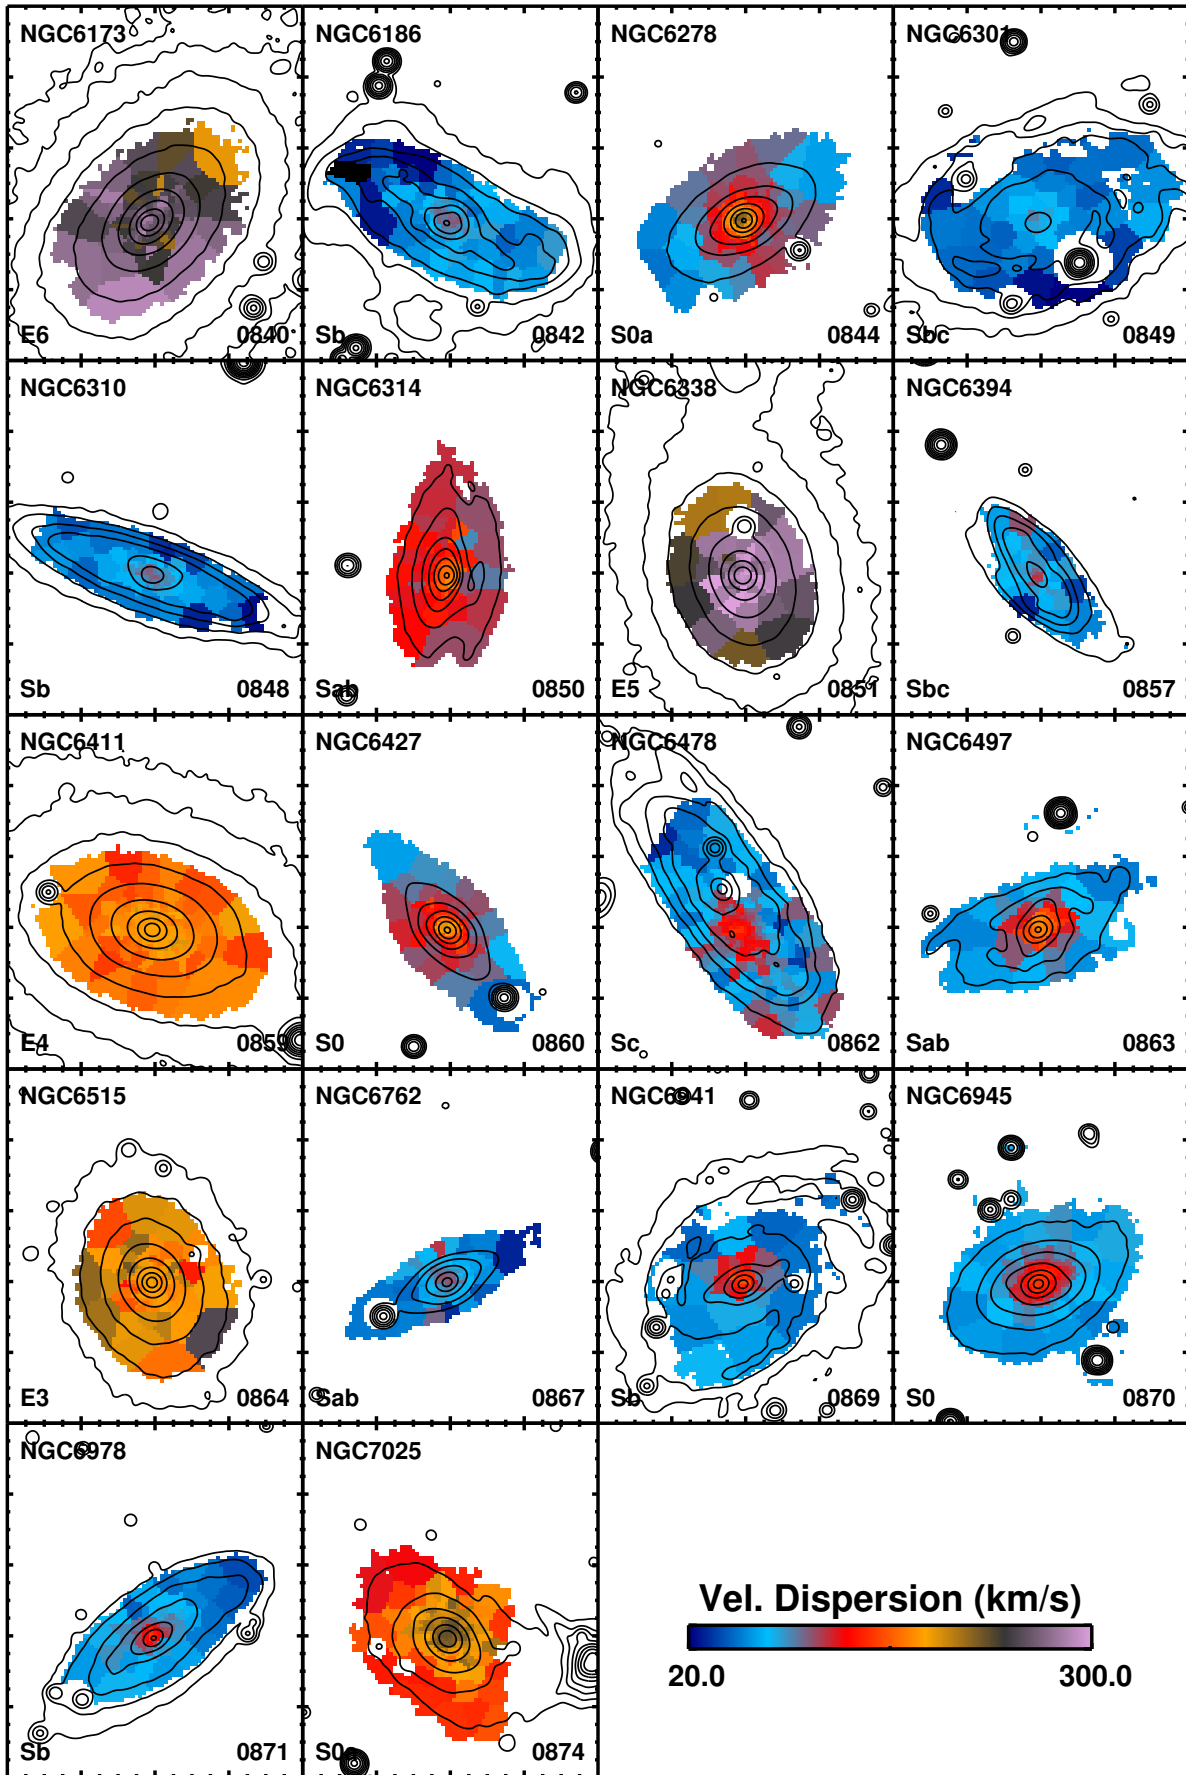 NGC6173 NGC6186 NGC6278 NGC6301
E6 0840 Sb 0842 S0a 0844 Sbc 0849
NGC6310 NGC6314 NGC6338 NGC6394
Sb 0848 Sab 0850 E5 0851 Sbc 0857
NGC6411 NGC6427 NGC6478 NGC6497
E4 0859 S0 0860 Sc 0862 Sab 0863
NGC6515 NGC6762 NGC6941 NGC6945
E3 0864 Sab 0867 Sb 0869 S0 0870
NGC6978 NGC7025
Sb 0871 S0a 0874
Vel. Dispersion (km/s)
20.0 300.0